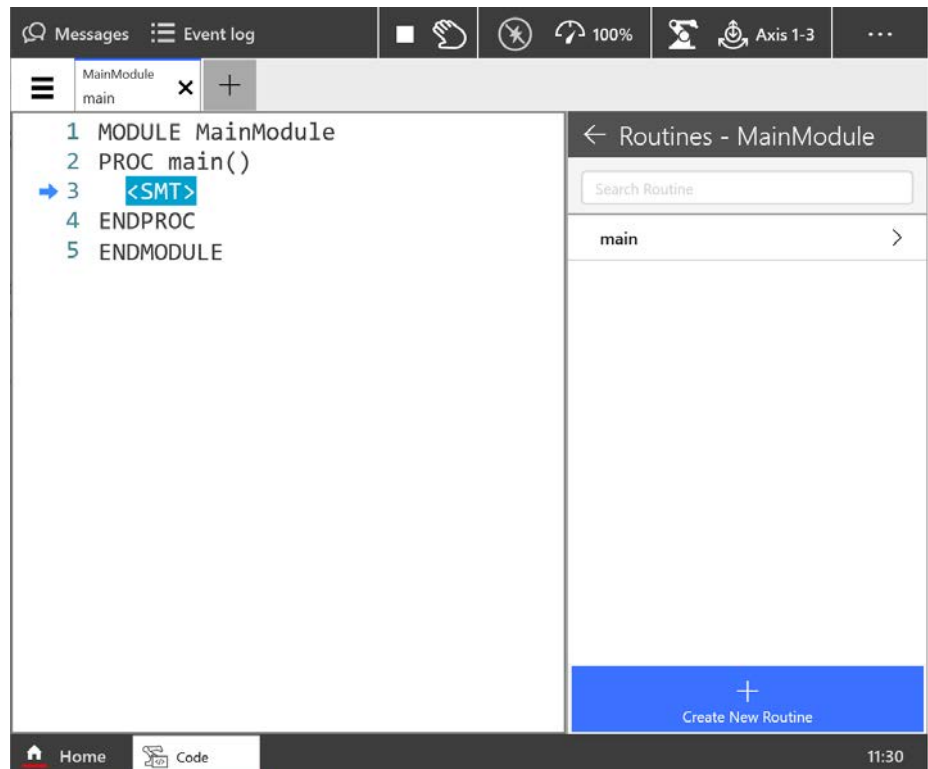 Messages Event log 100% Axis 1-3 ...
MainModule
main
1 MODULE MainModule
2 PROC main()
3 <SMT>
4 ENDPROC
5 ENDMODULE
← Routines - MainModule
Search Routine
main
Create New Routine
Home Code 11:30